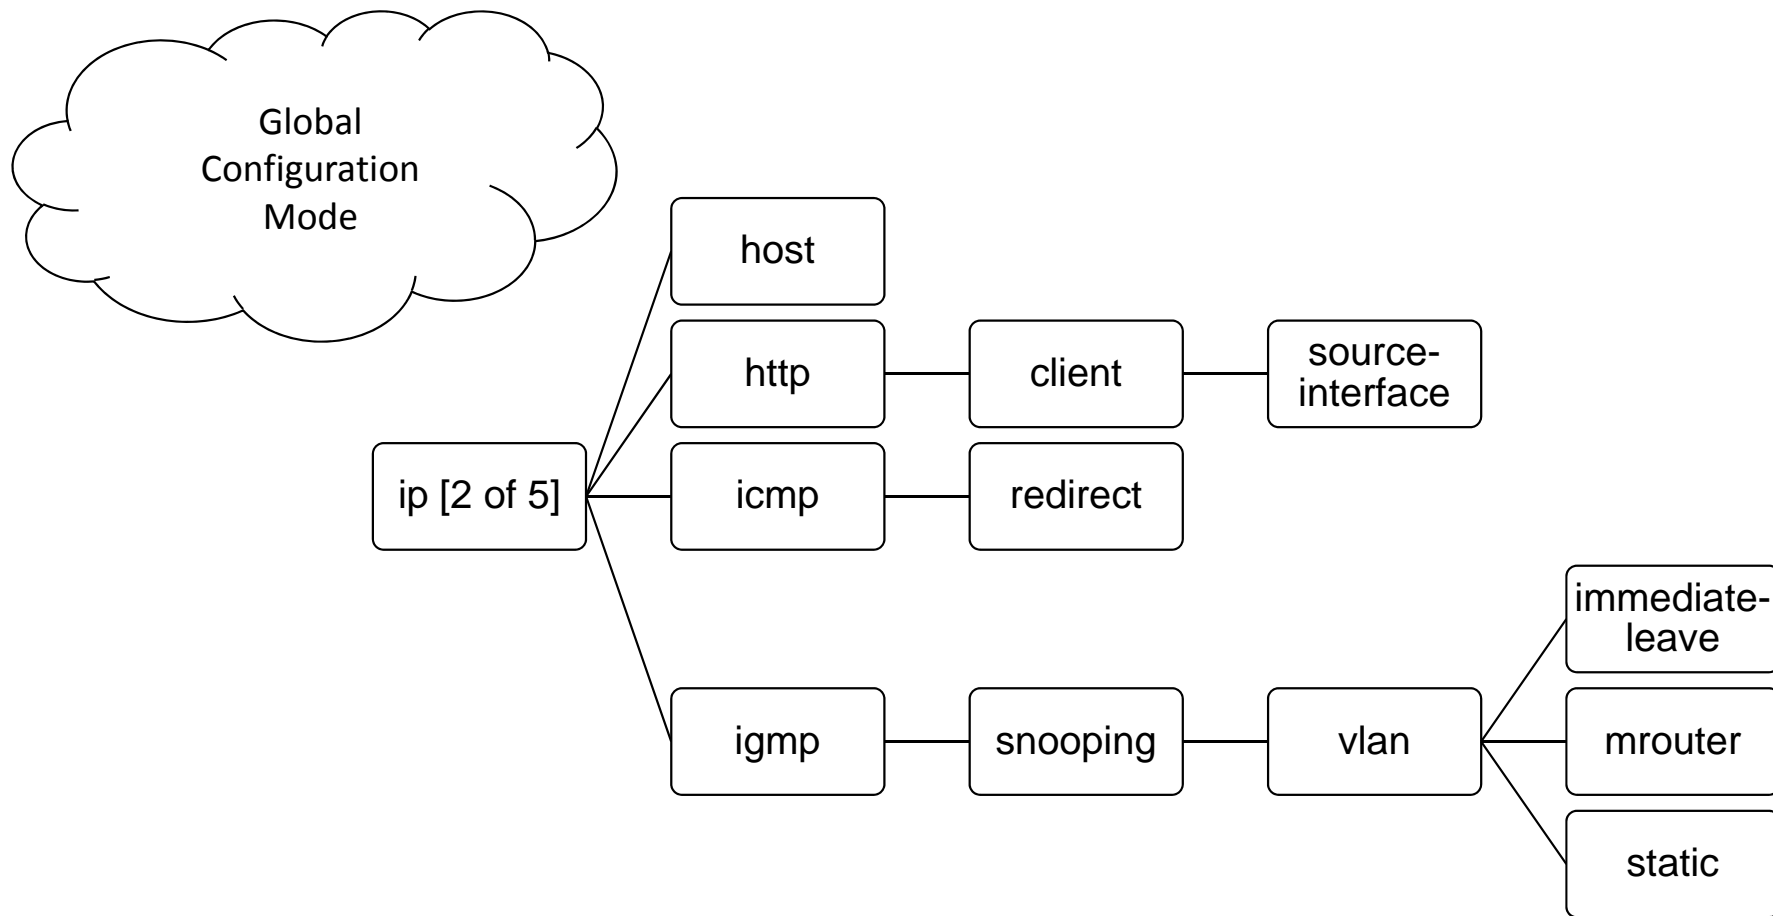 Global
Configuration
Mode
host
http
client
source-
interface
ip [2 of 5]
icmp
redirect
immediate-
leave
igmp
snooping
vlan
mrouter
static